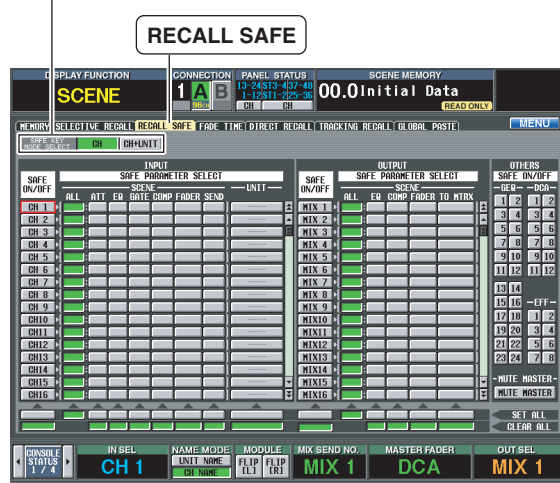 RECALL SAFE
DISPLAY FUNCTION CONNECTION PANEL STATUS SCENE MEMORY
SCENE 1 A B 13-24 ST3-4 37-48 00.0 Initial Data
96CH 1-12 ST1-2 25-36
CH CH READ ONLY
MEMORY SELECTIVE RECALL RECALL SAFE FADE TIME DIRECT RECALL TRACKING RECALL GLOBAL PASTE MENU
SAFE KEY MODE SELECT CH CH+UNIT
INPUT OUTPUT OTHERS
SAFE ON/OFF SAFE PARAMETER SELECT SAFE ON/OFF SAFE PARAMETER SELECT SAFE ON/OFF
SCENE UNIT SCENE -GEQ- -DCA-
ALL ATT EQ GATE COMP FADER SEND ALL EQ COMP FADER TO MTRX
CH 1 MIX 1 1 2 1 2
CH 2 MIX 2 3 4 3 4
CH 3 MIX 3 5 6 5 6
CH 4 MIX 4 7 8 7 8
CH 5 MIX 5 9 10 9 10
CH 6 MIX 6 11 12 11 12
CH 7 MIX 7 13 14
CH 8 MIX 8 15 16 -EFF-
CH 9 MIX 9 17 18 1 2
CH10 MIX10 19 20 3 4
CH11 MIX11 21 22 5 6
CH12 MIX12 23 24 7 8
CH13 MIX13
CH14 MIX14 -MUTE MASTER-
CH15 MIX15 MUTE MASTER
CH16 MIX16
SET ALL
CLEAR ALL
CONSOLE STATUS 1 / 4 IN SEL NAME MODE MODULE MIX SEND NO. MASTER FADER OUT SEL
CH 1 UNIT NAME CH NAME FLIP [L] FLIP [R] MIX 1 DCA MIX 1